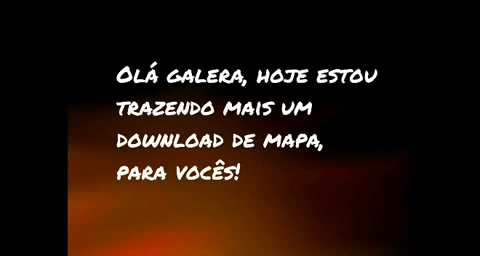 Olá galera, hoje estou
trazendo mais um
download de mapa,
para vocês!